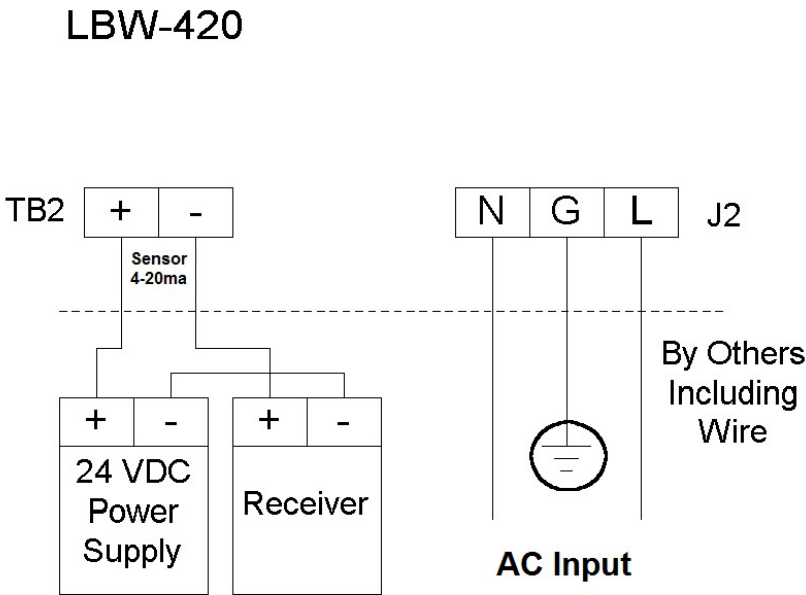 LBW-420
TB2 + - N G L J2
Sensor
4-20ma
By Others
Including
Wire
+ - + -
24 VDC
Power
Supply
Receiver
AC Input